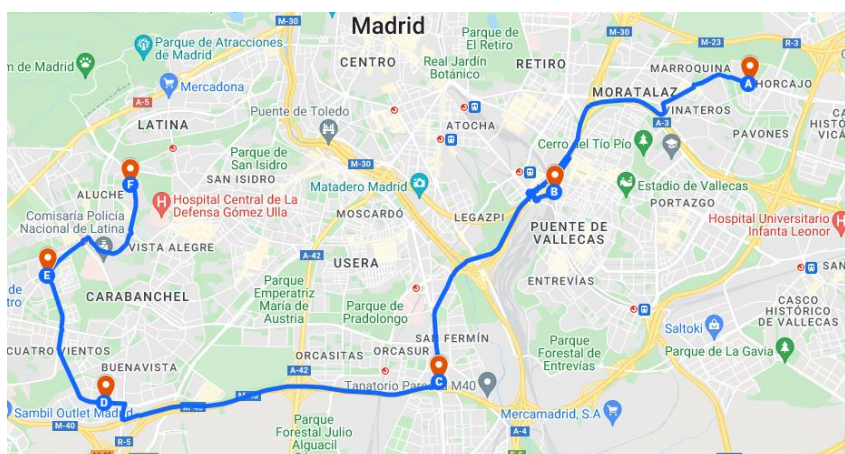 Madrid
M-30
Parque de Atracciones
de Madrid
m de Madrid
Mercadona
A-5
LATINA
CENTRO
Real Jardín
Botánico
Parque de
El Retiro
RETIRO
M-30
M-23
R-3
MARROQUINA
A
HORCAJO
MORATALAZ
VINATEROS
A-3
PAVONES
CA
HISTÓ
VICÁ
Puente de Toledo
ATOCHA
Cerro del Tío Pío
Parque de
San Isidro
SAN ISIDRO
M-30
Matadero Madrid
Estadio de Vallecas
PORTAZGO
B
F
ALUCHE
Hospital Central de La
Defensa Gómez Ulla
MOSCARDÓ
LEGAZPI
PUENTE DE
VALLECAS
Hospital Universitario
Infanta Leonor
Comisaría Policía
Nacional de Latina
VISTA ALEGRE
A-42
USERA
ENTREVÍAS
SAN
E
tro
CARABANCHEL
Parque
Emperatriz
María de
Austria
Parque de
Pradolongo
CASCO
HISTÓRICO
DE VALLECAS
Saltoki
SAN FERMÍN
Parque
Forestal de
Entrevías
Parque de La Gavia
CUATRO VIENTOS
BUENAVISTA
ORCASITAS
ORCASUR
A-42
C
M40
D
Sambil Outlet Madrid
M-40
R-5
Mercamadrid, S.A
A-4
Parque
Forestal Julio
Alguacil